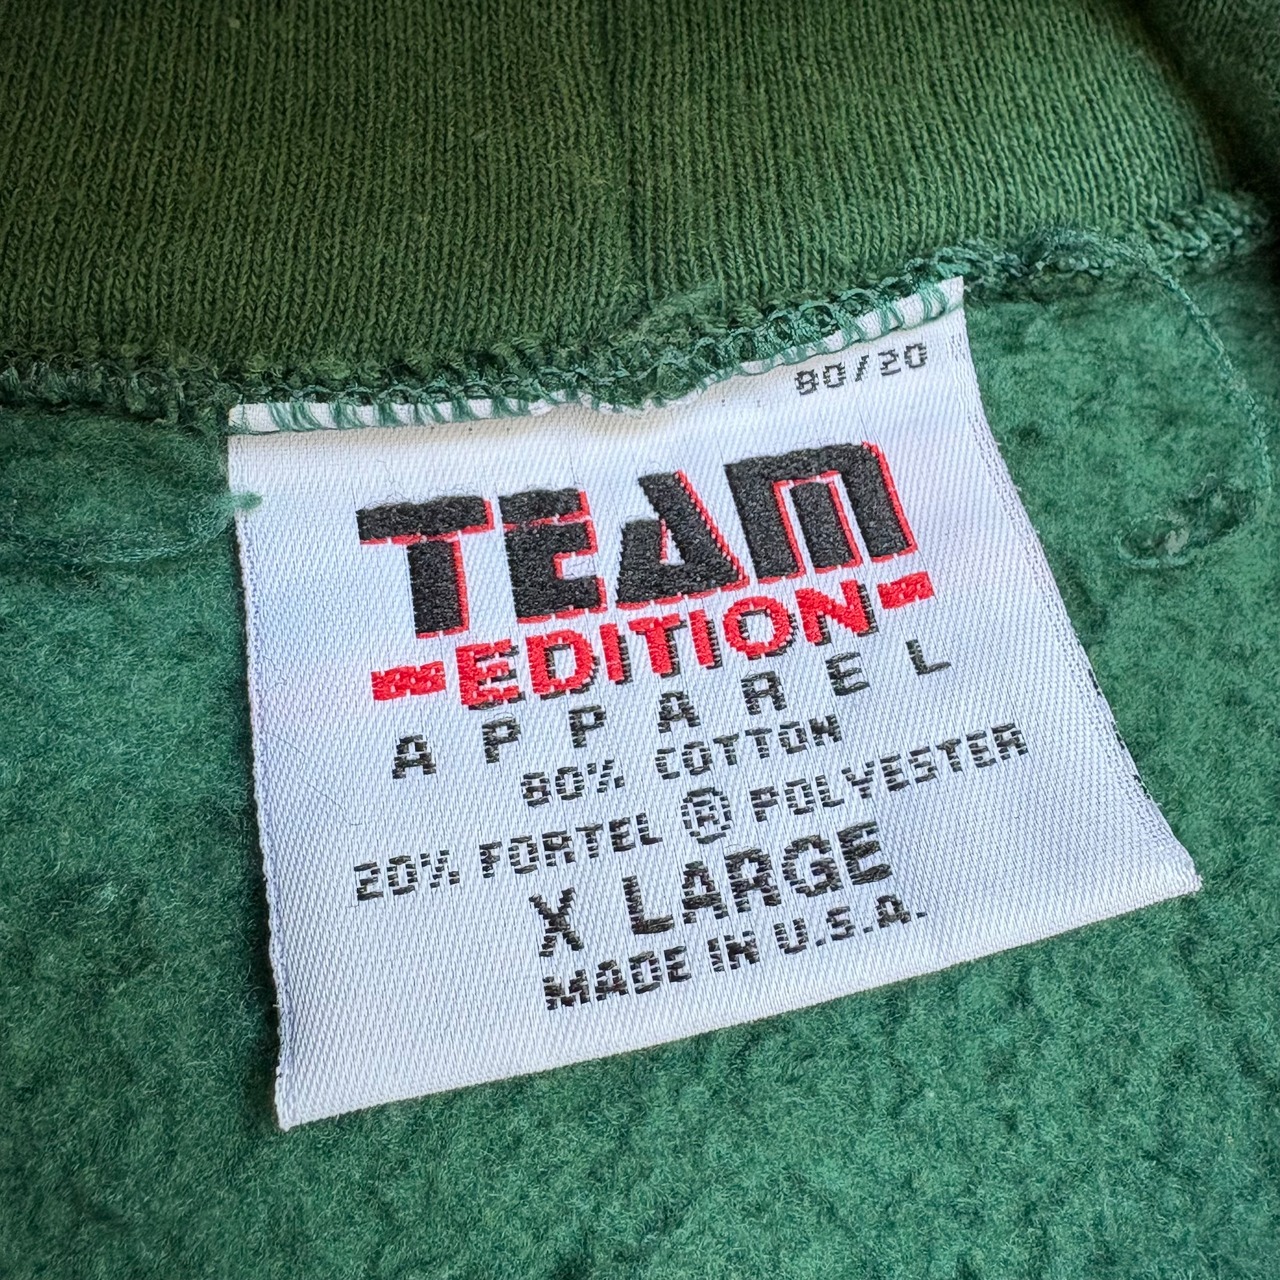 80/20
TEAM
-EDITION-
APPAREL
80% COTTON
20% FORTEL ® POLYESTER
X LARGE
MADE IN U.S.A.